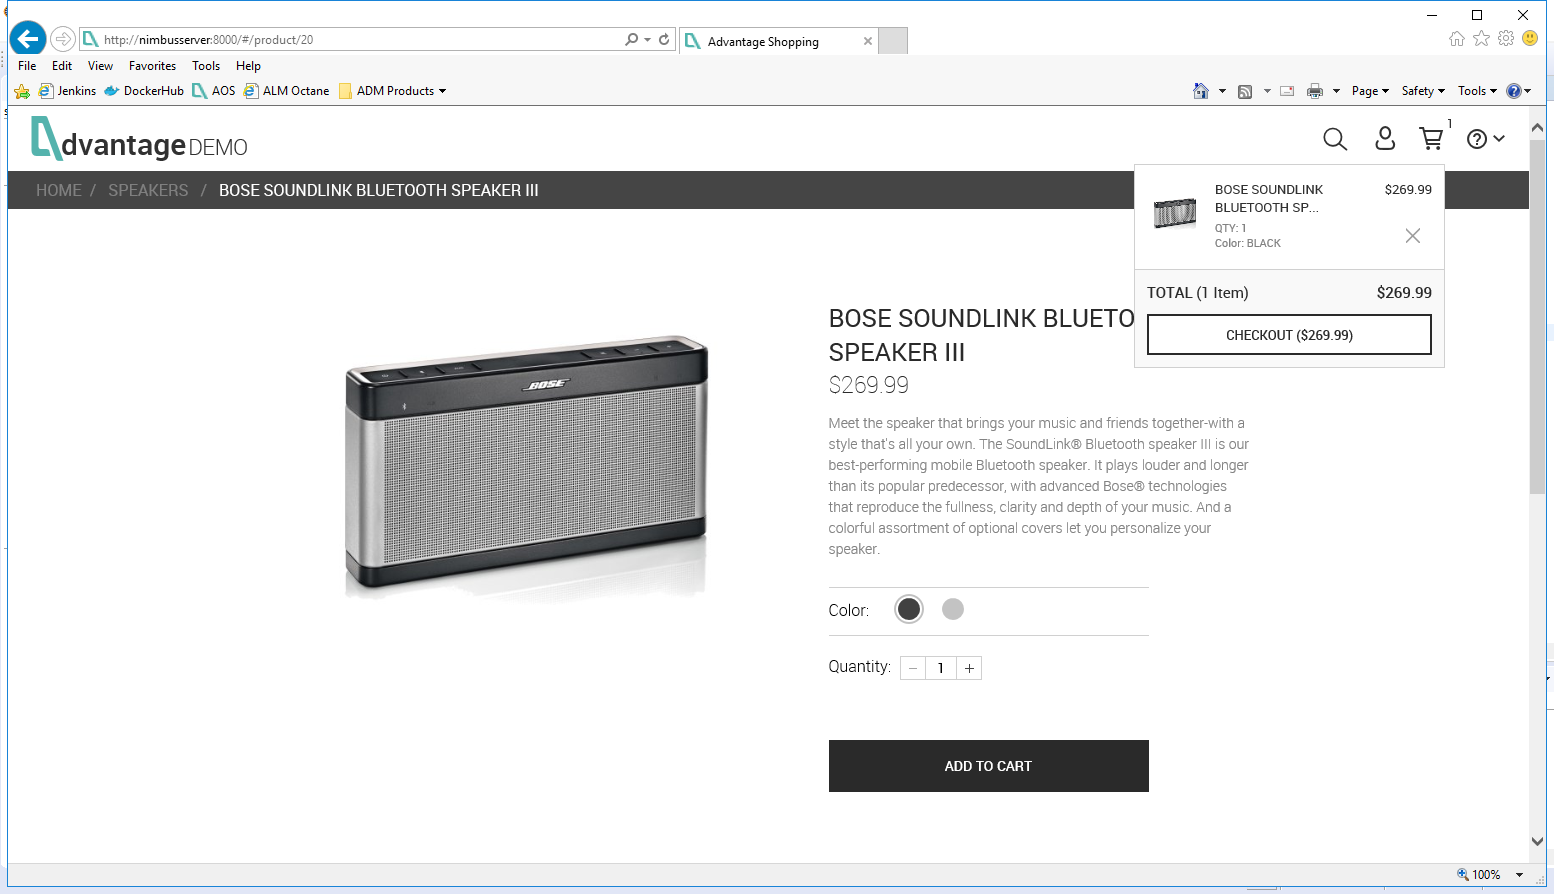 http://nimbusserver:8000/#/product/20
Advantage Shopping
File Edit View Favorites Tools Help
Jenkins DockerHub AOS ALM Octane ADM Products
Page Safety Tools
dvantage DEMO
1
HOME / SPEAKERS / BOSE SOUNDLINK BLUETOOTH SPEAKER III
BOSE SOUNDLINK $269.99
BLUETOOTH SP...
QTY: 1
Color: BLACK
TOTAL (1 Item) $269.99
CHECKOUT ($269.99)
BOSE
BOSE SOUNDLINK BLUETO
SPEAKER III
$269.99
Meet the speaker that brings your music and friends together-with a
style that's all your own. The SoundLink® Bluetooth speaker III is our
best-performing mobile Bluetooth speaker. It plays louder and longer
than its popular predecessor, with advanced Bose® technologies
that reproduce the fullness, clarity and depth of your music. And a
colorful assortment of optional covers let you personalize your
speaker.
Color:
Quantity: − 1 +
ADD TO CART
100%